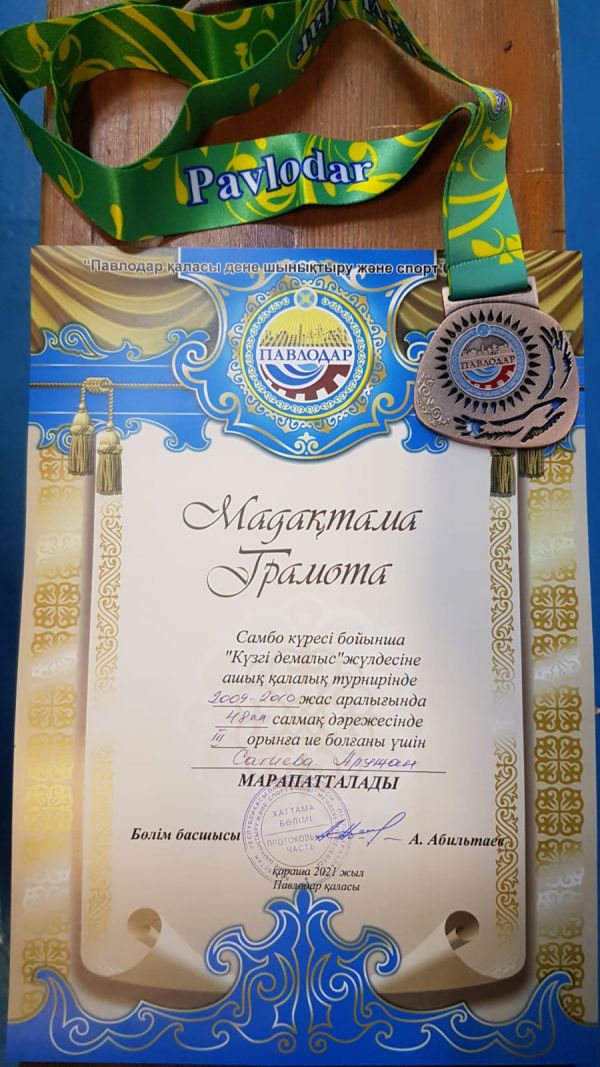 Pavlodar
"Павлодар қаласы дене шынықтыру және спорт
ПАВЛОДАР
ПАВЛОДАР
Мадақтама
Грамота
Самбо күресі бойынша
"Күзгі демалыс"жүлдесіне
ашық қалалық турнирінде
2009-2010 жас аралығында
48кг салмақ дәрежесінде
III орынға ие болғаны үшін
Сагиева Аружан
МАРАПАТТАЛАДЫ
ХАТТАМА
БӨЛІМІ
ПРОТОКОЛЬ
ЧАСТЬ
Бөлім басшысы А. Абильтаев
қараша 2021 жыл
Павлодар қаласы